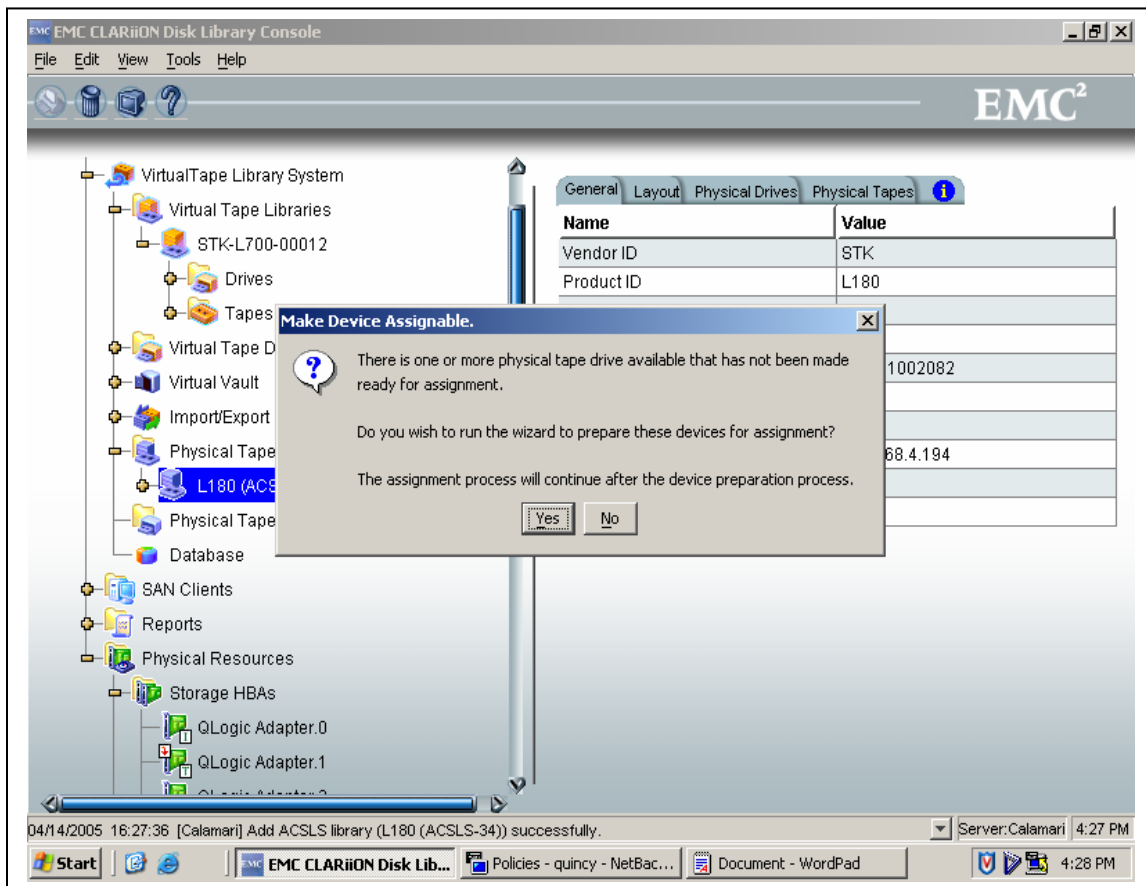 EMC EMC CLARiiON Disk Library Console
File Edit View Tools Help
EMC²
VirtualTape Library System
Virtual Tape Libraries
STK-L700-00012
Drives
Tapes
Virtual Tape D
Virtual Vault
Import/Export
Physical Tape
L180 (ACS
Physical Tape
Database
SAN Clients
Reports
Physical Resources
Storage HBAs
QLogic Adapter.0
QLogic Adapter.1
General Layout Physical Drives Physical Tapes
Name Value
Vendor ID STK
Product ID L180
1002082
68.4.194
Make Device Assignable.
There is one or more physical tape drive available that has not been made
ready for assignment.
Do you wish to run the wizard to prepare these devices for assignment?
The assignment process will continue after the device preparation process.
Yes No
04/14/2005 16:27:36 [Calamari] Add ACSLS library (L180 (ACSLS-34)) successfully.
Server:Calamari 4:27 PM
Start EMC EMC CLARiiON Disk Lib... Policies - quincy - NetBac... Document - WordPad 4:28 PM